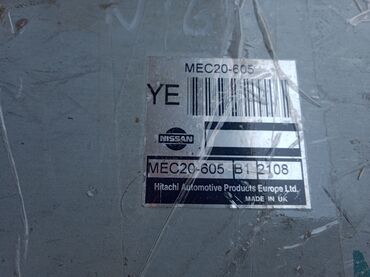 MEC20-605
YE
NISSAN
MEC20-605 B1 2108
Hitachi Automotive Products Europe Ltd.
MADE IN UK